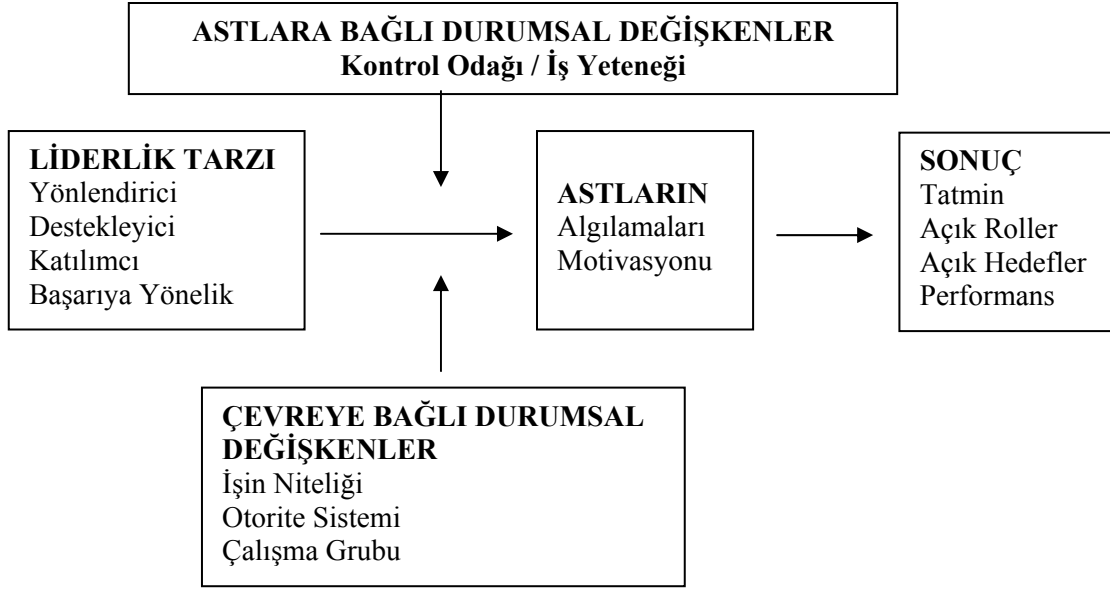 ASTLARA BAĞLI DURUMSAL DEĞİŞKENLER
Kontrol Odağı / İş Yeteneği
LİDERLİK TARZI
Yönlendirici
Destekleyici
Katılımcı
Başarıya Yönelik
ASTLARIN
Algılamaları
Motivasyonu
SONUÇ
Tatmin
Açık Roller
Açık Hedefler
Performans
ÇEVREYE BAĞLI DURUMSAL
DEĞİŞKENLER
İşin Niteliği
Otorite Sistemi
Çalışma Grubu